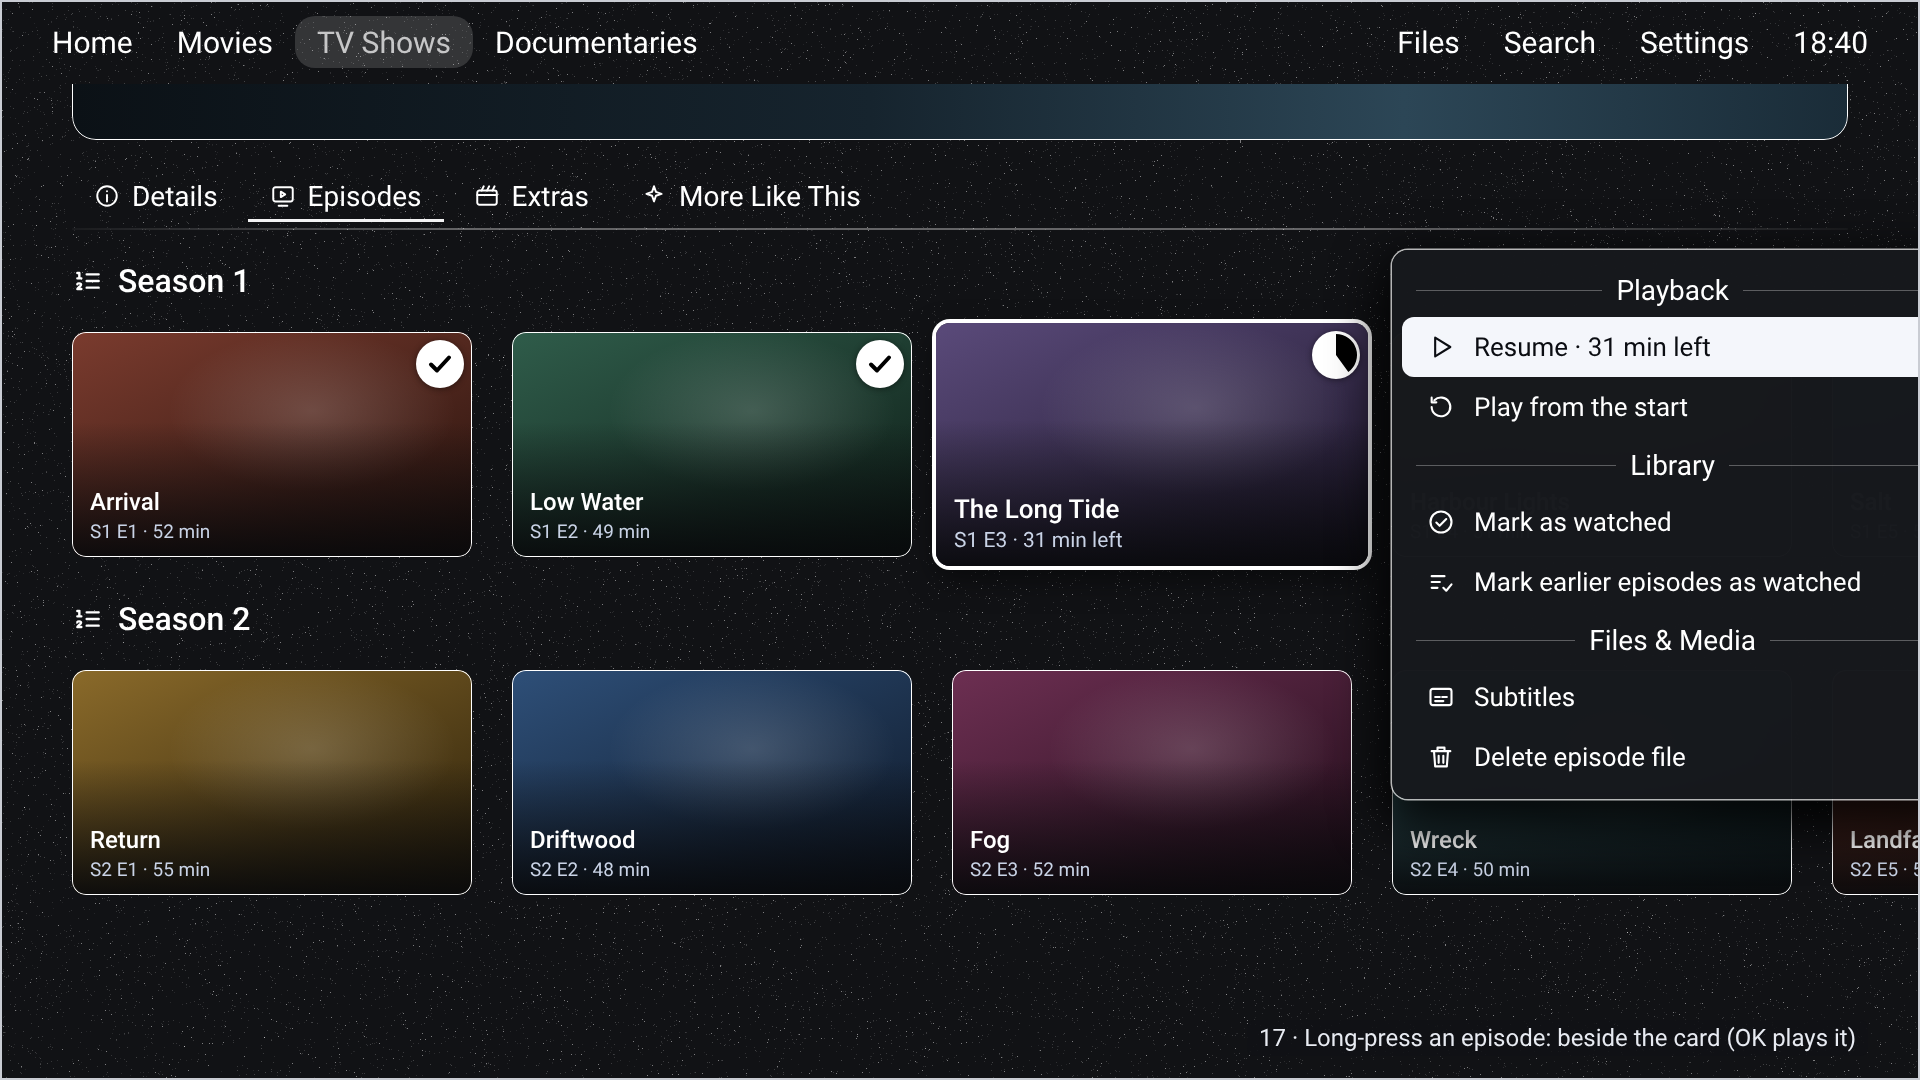 Home Movies TV Shows Documentaries Files Search Settings 18:40
Details Episodes Extras More Like This
Season 1
Arrival
S1 E1 · 52 min
Low Water
S1 E2 · 49 min
The Long Tide
S1 E3 · 31 min left
Playback
Resume · 31 min left
Play from the start
Library
Mark as watched
Mark earlier episodes as watched
Files & Media
Subtitles
Delete episode file
Season 2
Return
S2 E1 · 55 min
Driftwood
S2 E2 · 48 min
Fog
S2 E3 · 52 min
Wreck
S2 E4 · 50 min
S2 E5 ·
17 · Long-press an episode: beside the card (OK plays it)